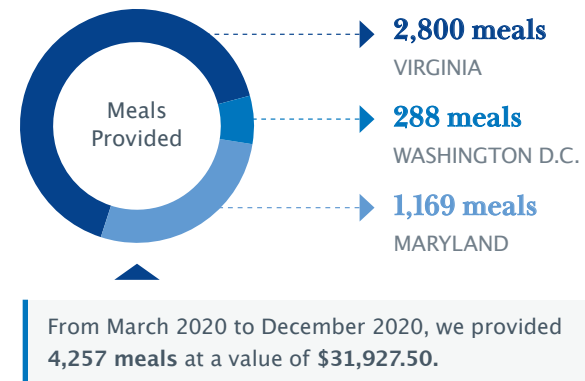 Meals
Provided
2,800 meals
VIRGINIA
288 meals
WASHINGTON D.C.
1,169 meals
MARYLAND
From March 2020 to December 2020, we provided
4,257 meals at a value of $31,927.50.